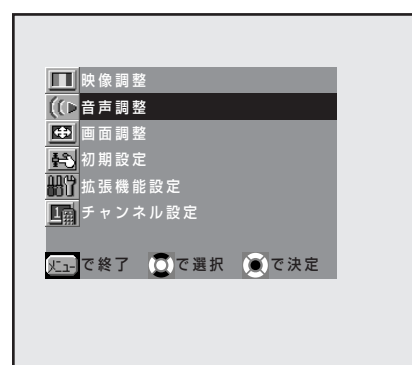 映像調整
音声調整
画面調整
初期設定
拡張機能設定
チャンネル設定
メニューで終了 で選択 で決定